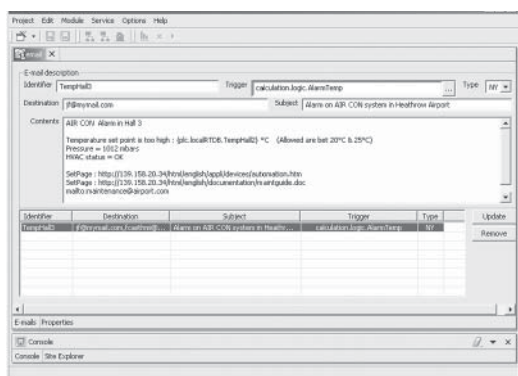 Project Edit Module Service Options Help
email
E-mail description
Identifier TempHall3 Trigger calculation.logic.AlarmTemp ... Type NY
Destination jf@mymail.com Subject Alarm on AIR CON system in Heathrow Airport
Contents AIR CON Alarm in Hall 3
Temperature set point is too high : (plc.localRTDB.TempHall3) °C (Allowed are bet 20°C & 25°C)
Pressure = 1012 mbars
HVAC status = OK
SetPage : http://139.158.20.34/html/english/appli/devices/automation.htm
SetPage : http://139.158.20.34/html/english/documentation/maintguide.doc
mailto:maintenance@airport.com
Identifier Destination Subject Trigger Type Update
TempHall3 Alarm on AIR CON system in Heathr... calculation.logic.AlarmTemp NY
Remove
E-mails Properties
Console
Console Site Explorer